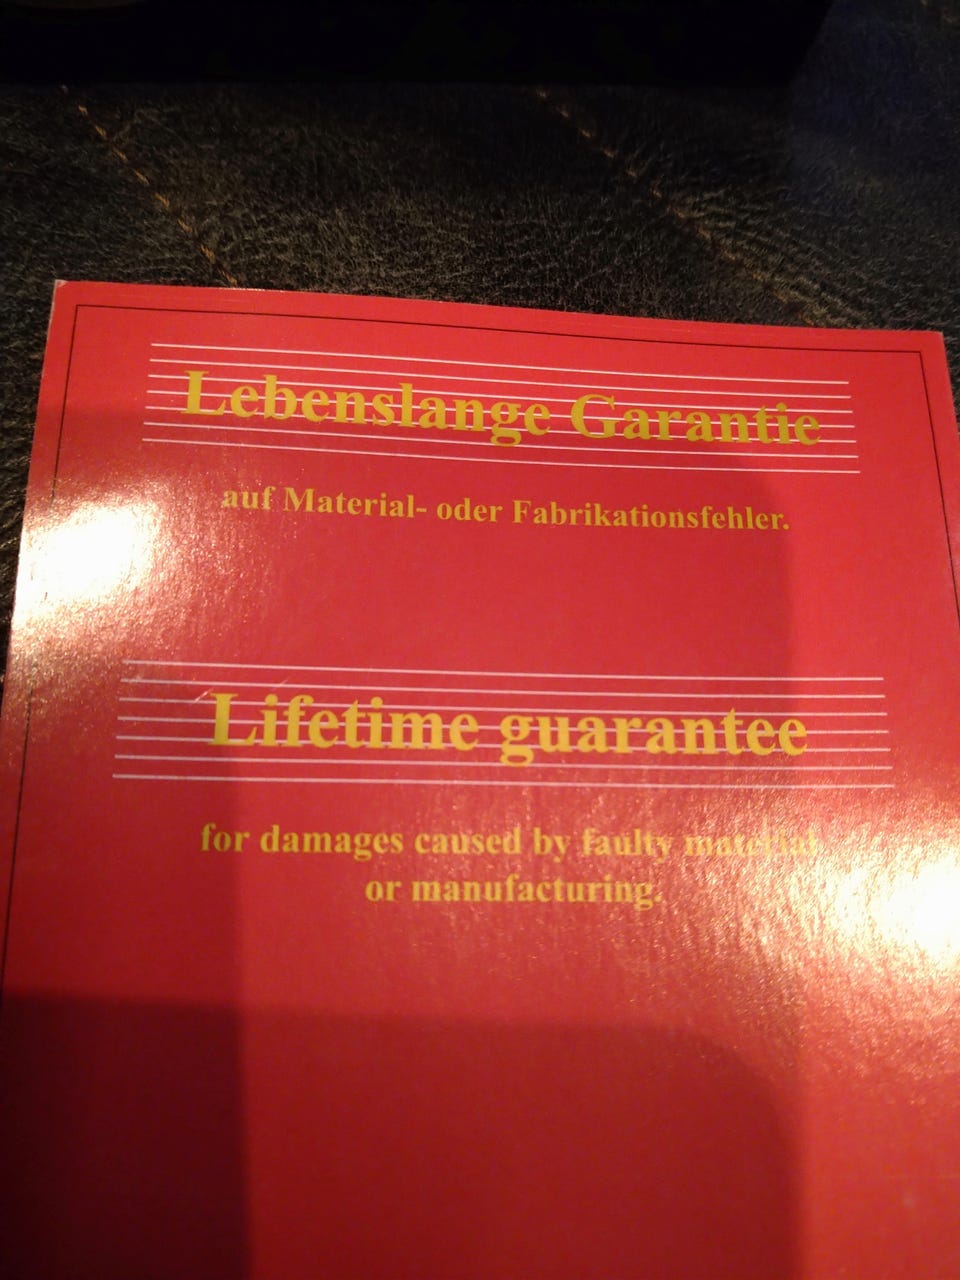 Lebenslange Garantie
auf Material- oder Fabrikationsfehler.
Lifetime guarantee
for damages caused by faulty material
or manufacturing.